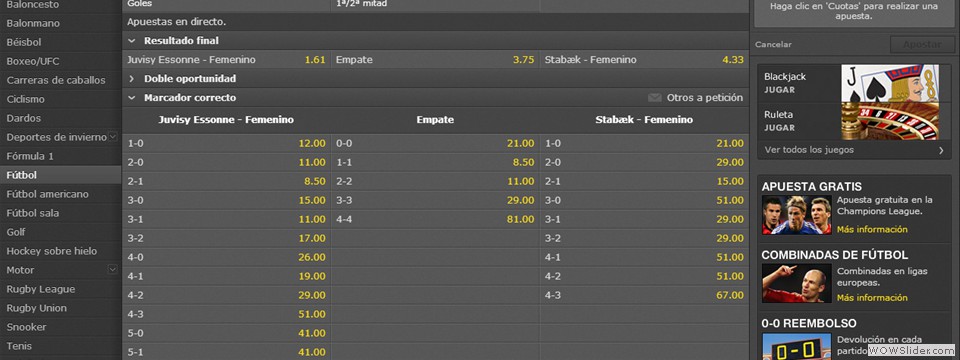 Baloncesto
Balonmano
Béisbol
Boxeo/UFC
Carreras de caballos
Ciclismo
Dardos
Deportes de invierno
Fórmula 1
Fútbol
Fútbol americano
Fútbol sala
Golf
Hockey sobre hielo
Motor
Rugby League
Rugby Union
Snooker
Tenis
Goles 1ª/2ª mitad
Apuestas en directo.
Resultado final
Juvisy Essonne - Femenino 1.61 Empate 3.75 Stabæk - Femenino 4.33
Doble oportunidad
Marcador correcto Otros a petición
Juvisy Essonne - Femenino Empate Stabæk - Femenino
1-0 12.00 0-0 21.00 1-0 21.00
2-0 11.00 1-1 8.50 2-0 29.00
2-1 8.50 2-2 11.00 2-1 15.00
3-0 15.00 3-3 29.00 3-0 51.00
3-1 11.00 4-4 81.00 3-1 29.00
3-2 17.00 3-2 29.00
4-0 26.00 4-1 51.00
4-1 19.00 4-2 51.00
4-2 29.00 4-3 67.00
4-3 51.00
5-0 41.00
5-1 41.00
Haga clic en 'Cuotas' para realizar una
apuesta.
Cancelar Apostar
Blackjack
JUGAR
Ruleta
JUGAR
Ver todos los juegos
APUESTA GRATIS
Apuesta gratuita en la
Champions League.
Más información
COMBINADAS DE FÚTBOL
Combinadas en ligas
europeas.
Más información
0-0 REEMBOLSO
Devolución en cada
partido
0-0
WOWSlider.com